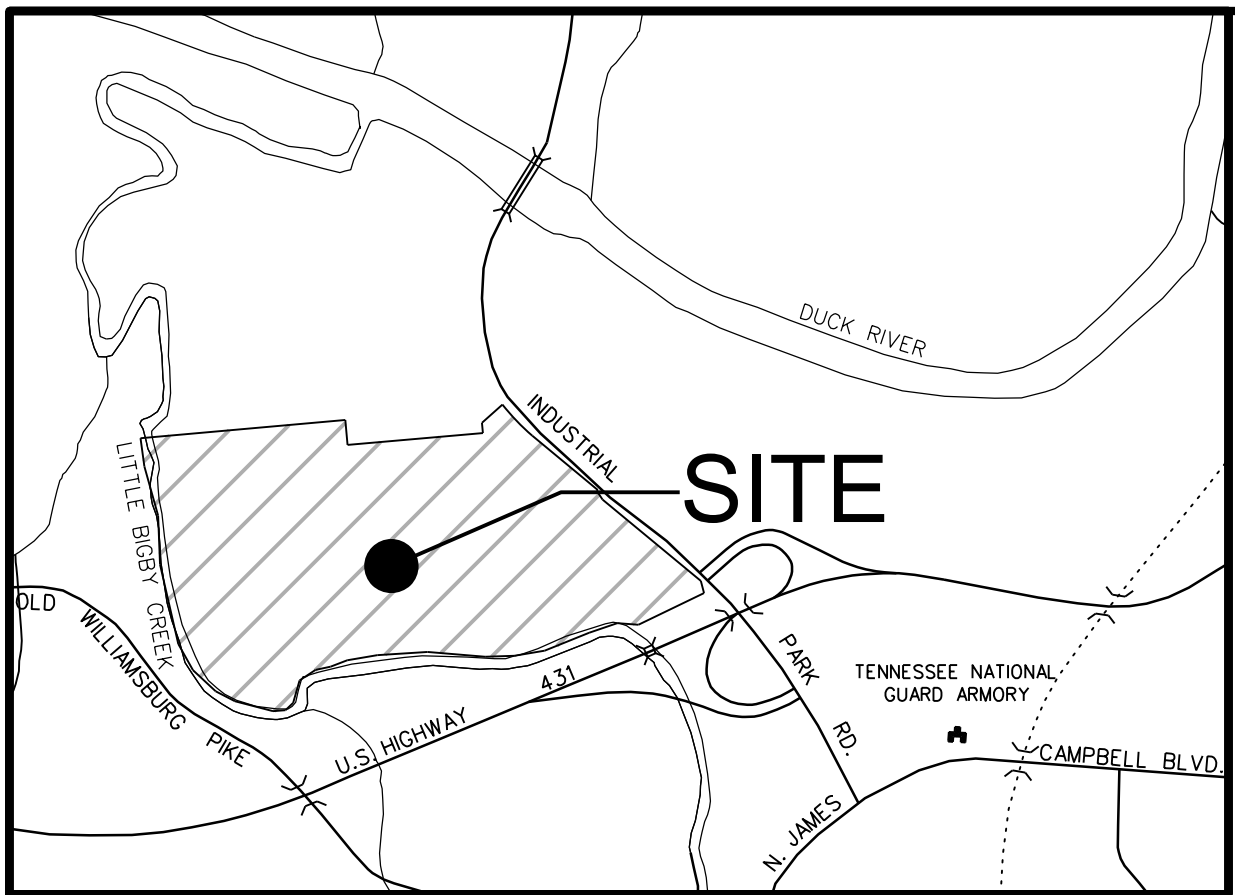 DUCK RIVER
INDUSTRIAL
SITE
LITTLE BIGBY CREEK
OLD
WILLIAMSBURG PIKE
U.S. HIGHWAY 431
PARK RD.
TENNESSEE NATIONAL
GUARD ARMORY
CAMPBELL BLVD.
N. JAMES